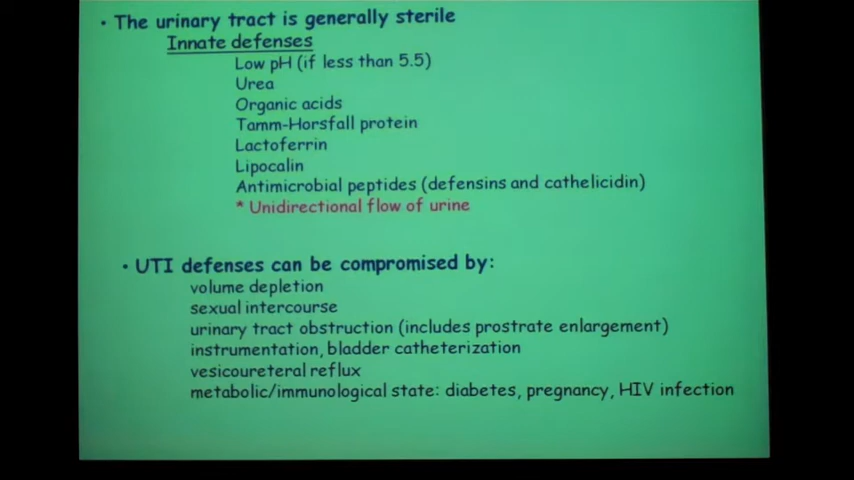 • The urinary tract is generally sterile
Innate defenses
Low pH (if less than 5.5)
Urea
Organic acids
Tamm-Horsfall protein
Lactoferrin
Lipocalin
Antimicrobial peptides (defensins and cathelicidin)
* Unidirectional flow of urine
• UTI defenses can be compromised by:
volume depletion
sexual intercourse
urinary tract obstruction (includes prostrate enlargement)
instrumentation, bladder catheterization
vesicoureteral reflux
metabolic/immunological state: diabetes, pregnancy, HIV infection